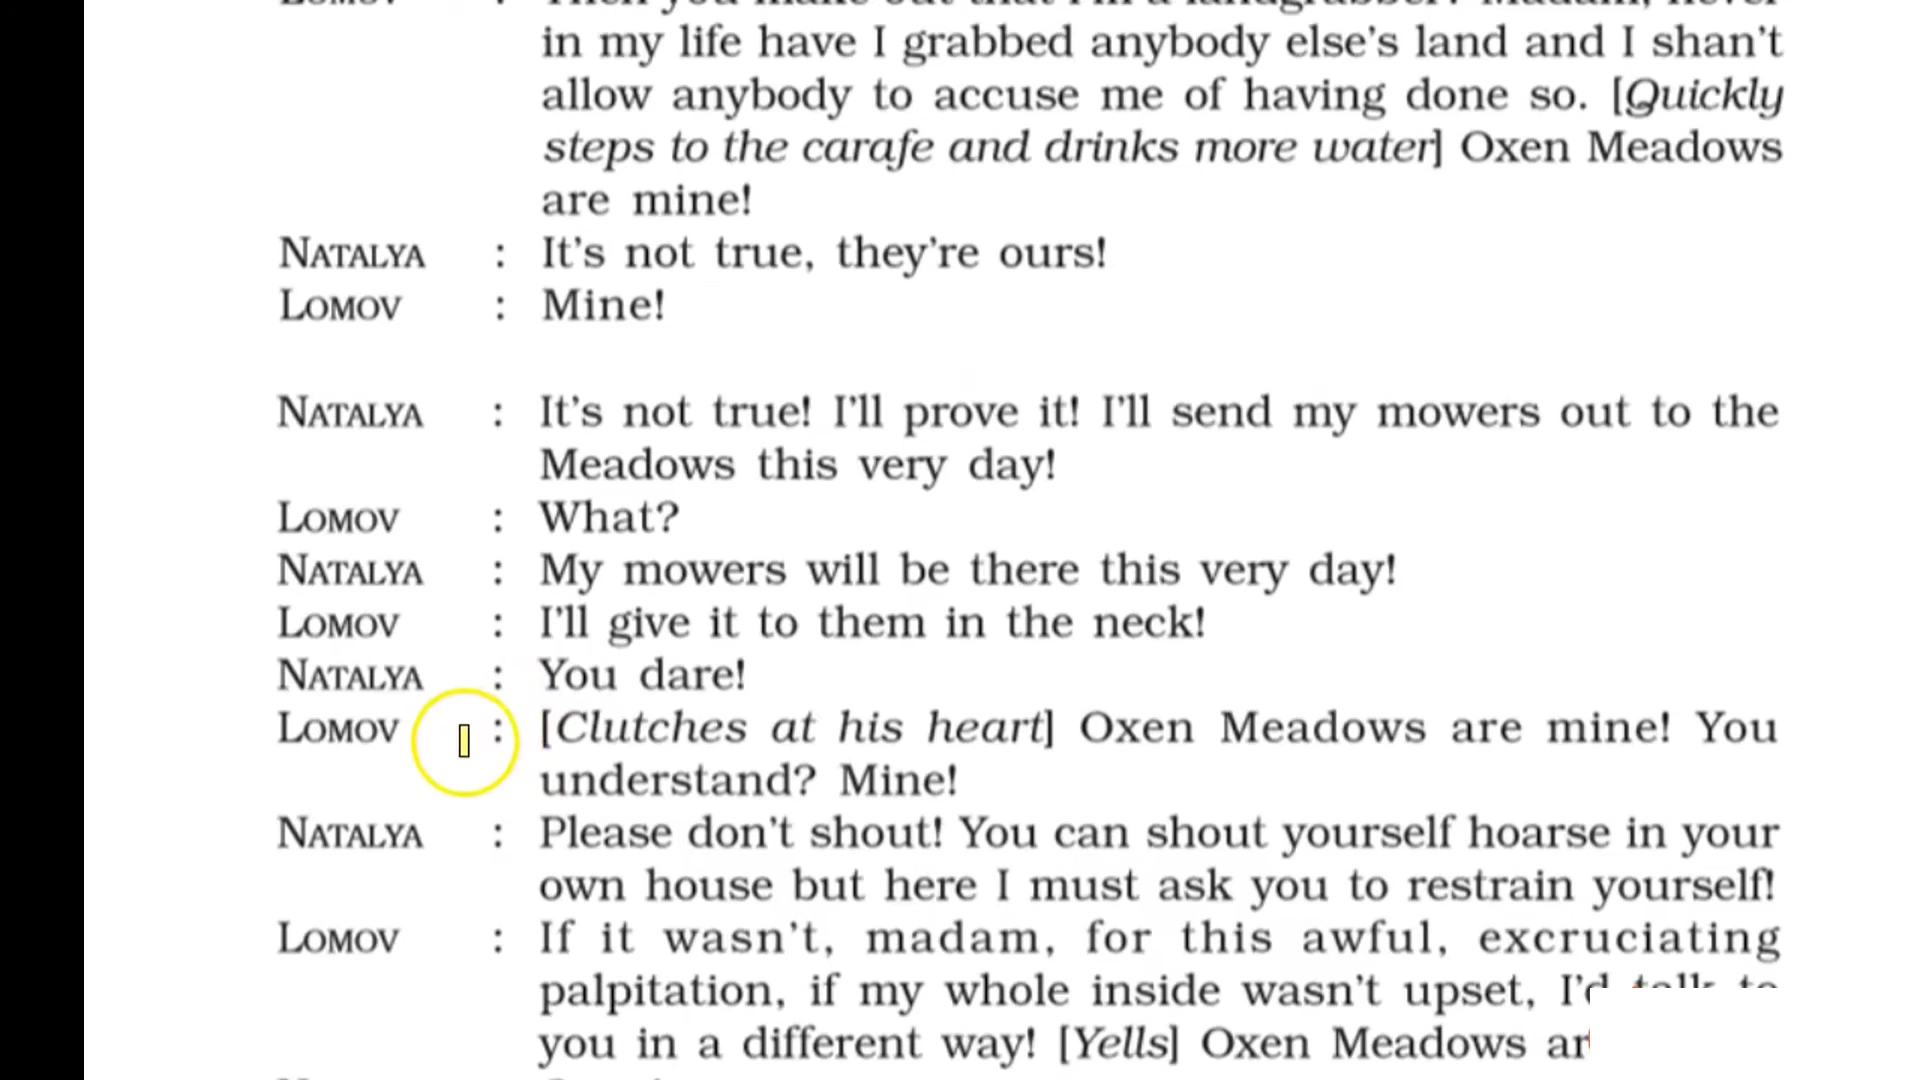 in my life have I grabbed anybody else's land and I shan't
allow anybody to accuse me of having done so. [Quickly
steps to the carafe and drinks more water] Oxen Meadows
are mine!
NATALYA : It's not true, they're ours!
LOMOV : Mine!
NATALYA : It's not true! I'll prove it! I'll send my mowers out to the
Meadows this very day!
LOMOV : What?
NATALYA : My mowers will be there this very day!
LOMOV : I'll give it to them in the neck!
NATALYA : You dare!
LOMOV : [Clutches at his heart] Oxen Meadows are mine! You
understand? Mine!
NATALYA : Please don't shout! You can shout yourself hoarse in your
own house but here I must ask you to restrain yourself!
LOMOV : If it wasn't, madam, for this awful, excruciating
palpitation, if my whole inside wasn't upset, I'd talk to
you in a different way! [Yells] Oxen Meadows